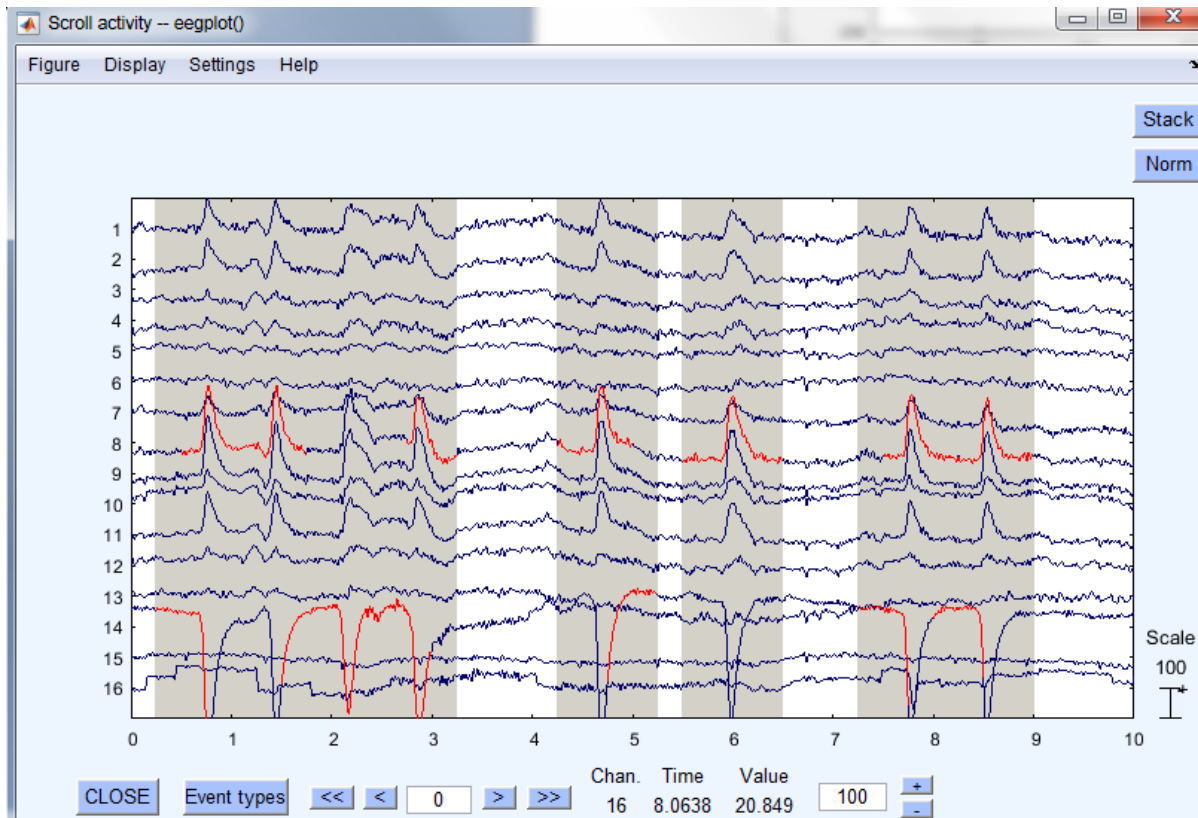 Scroll activity -- eegplot()
Figure Display Settings Help
Stack
Norm
1
2
3
4
5
6
7
8
9
10
11
12
13
14
15
16
0 1 2 3 4 5 6 7 8 9 10
Scale
100
+
Chan. Time Value
CLOSE Event types << < 0 > >> 16 8.0638 20.849 100 + -